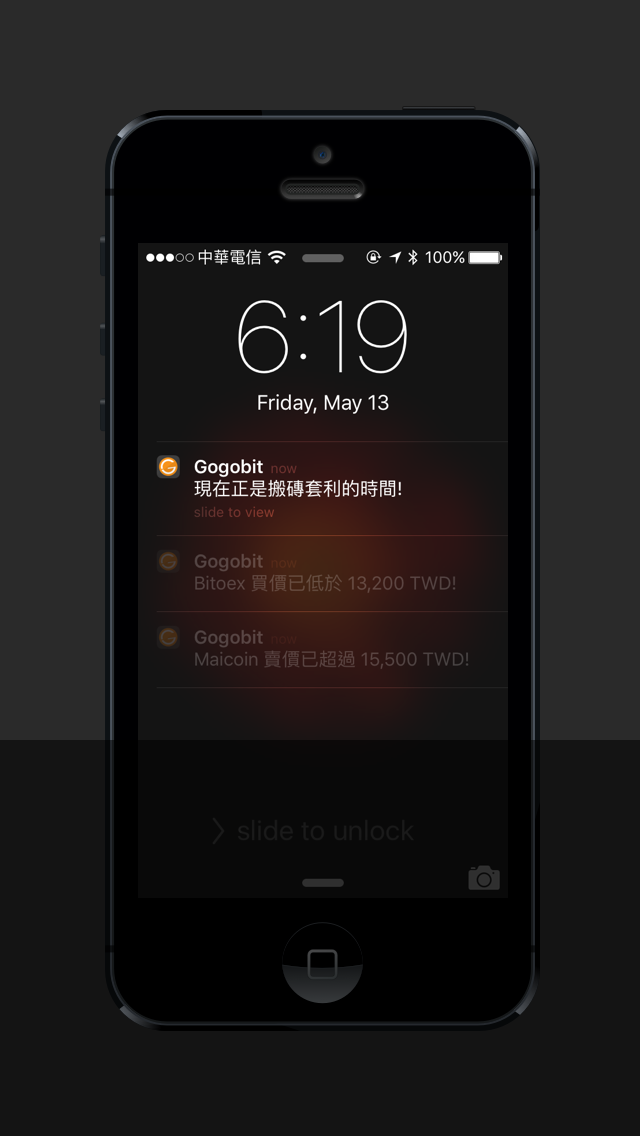 中華電信 100%
6:19
Friday, May 13
Gogobit now
現在正是搬磚套利的時間!
slide to view
Gogobit now
Bitoex 買價已低於 13,200 TWD!
Gogobit now
Maicoin 賣價已超過 15,500 TWD!
slide to unlock